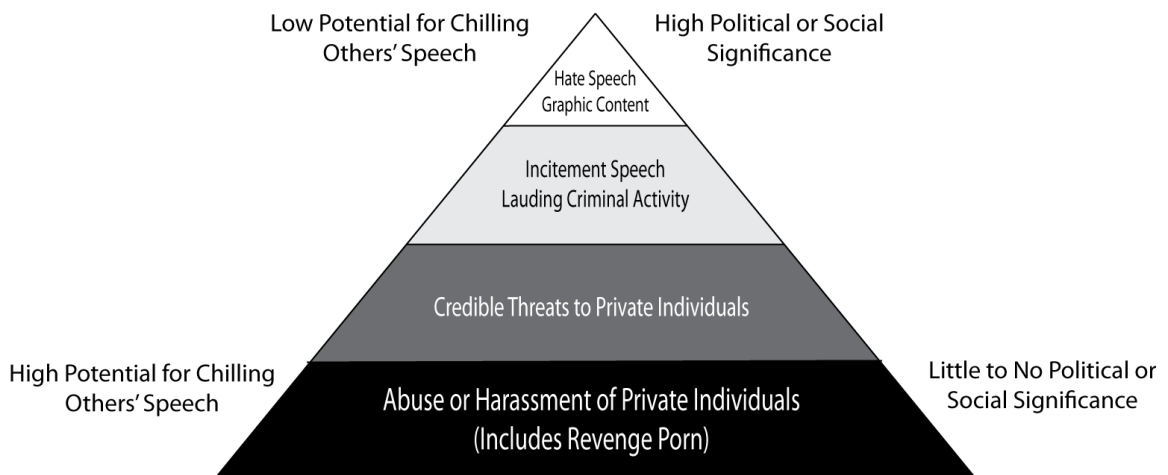 Low Potential for Chilling
Others' Speech
High Political or Social
Significance
Hate Speech
Graphic Content
Incitement Speech
Lauding Criminal Activity
Credible Threats to Private Individuals
High Potential for Chilling
Others' Speech
Little to No Political or
Social Significance
Abuse or Harassment of Private Individuals
(Includes Revenge Porn)